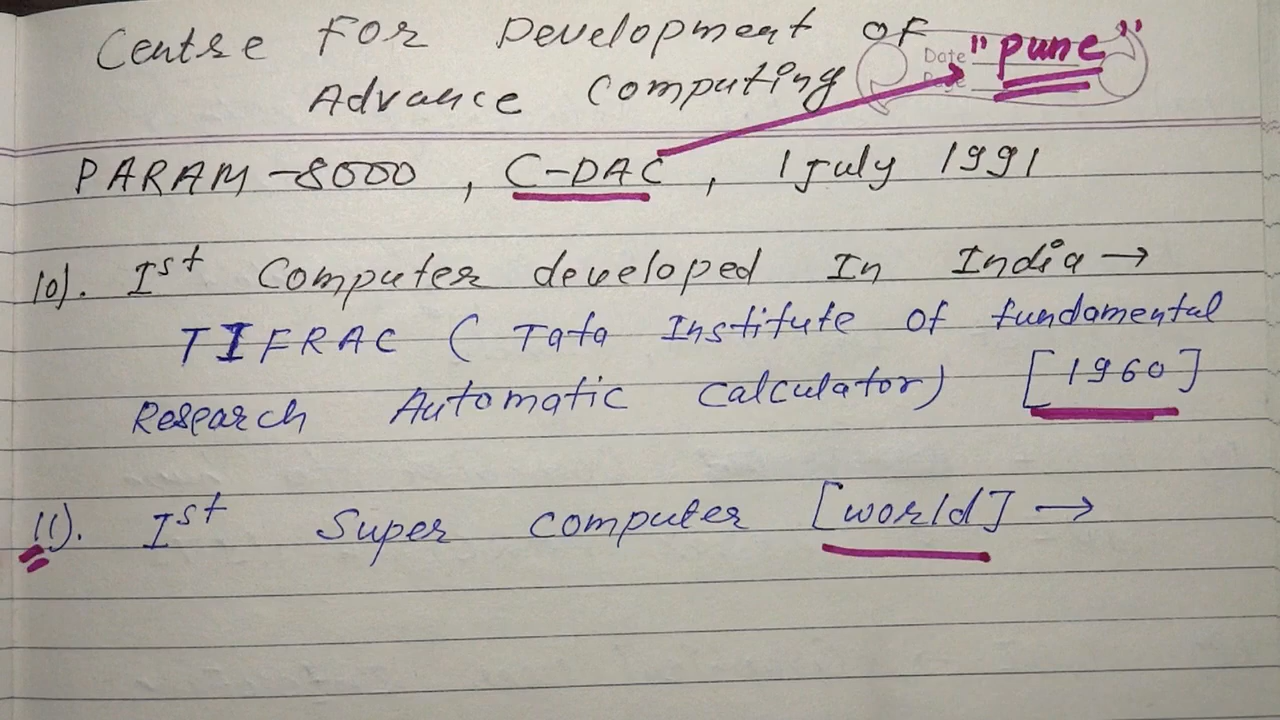 Centre For Development of
Date "pune"
Advance Computing
PARAM-8000, C-DAC, 1 July 1991
10). Ist Computer developed In India →
TIFRAC ( Tata Institute of fundamental
Research Automatic Calculator) [1960]
11). Ist Super computer [world] →